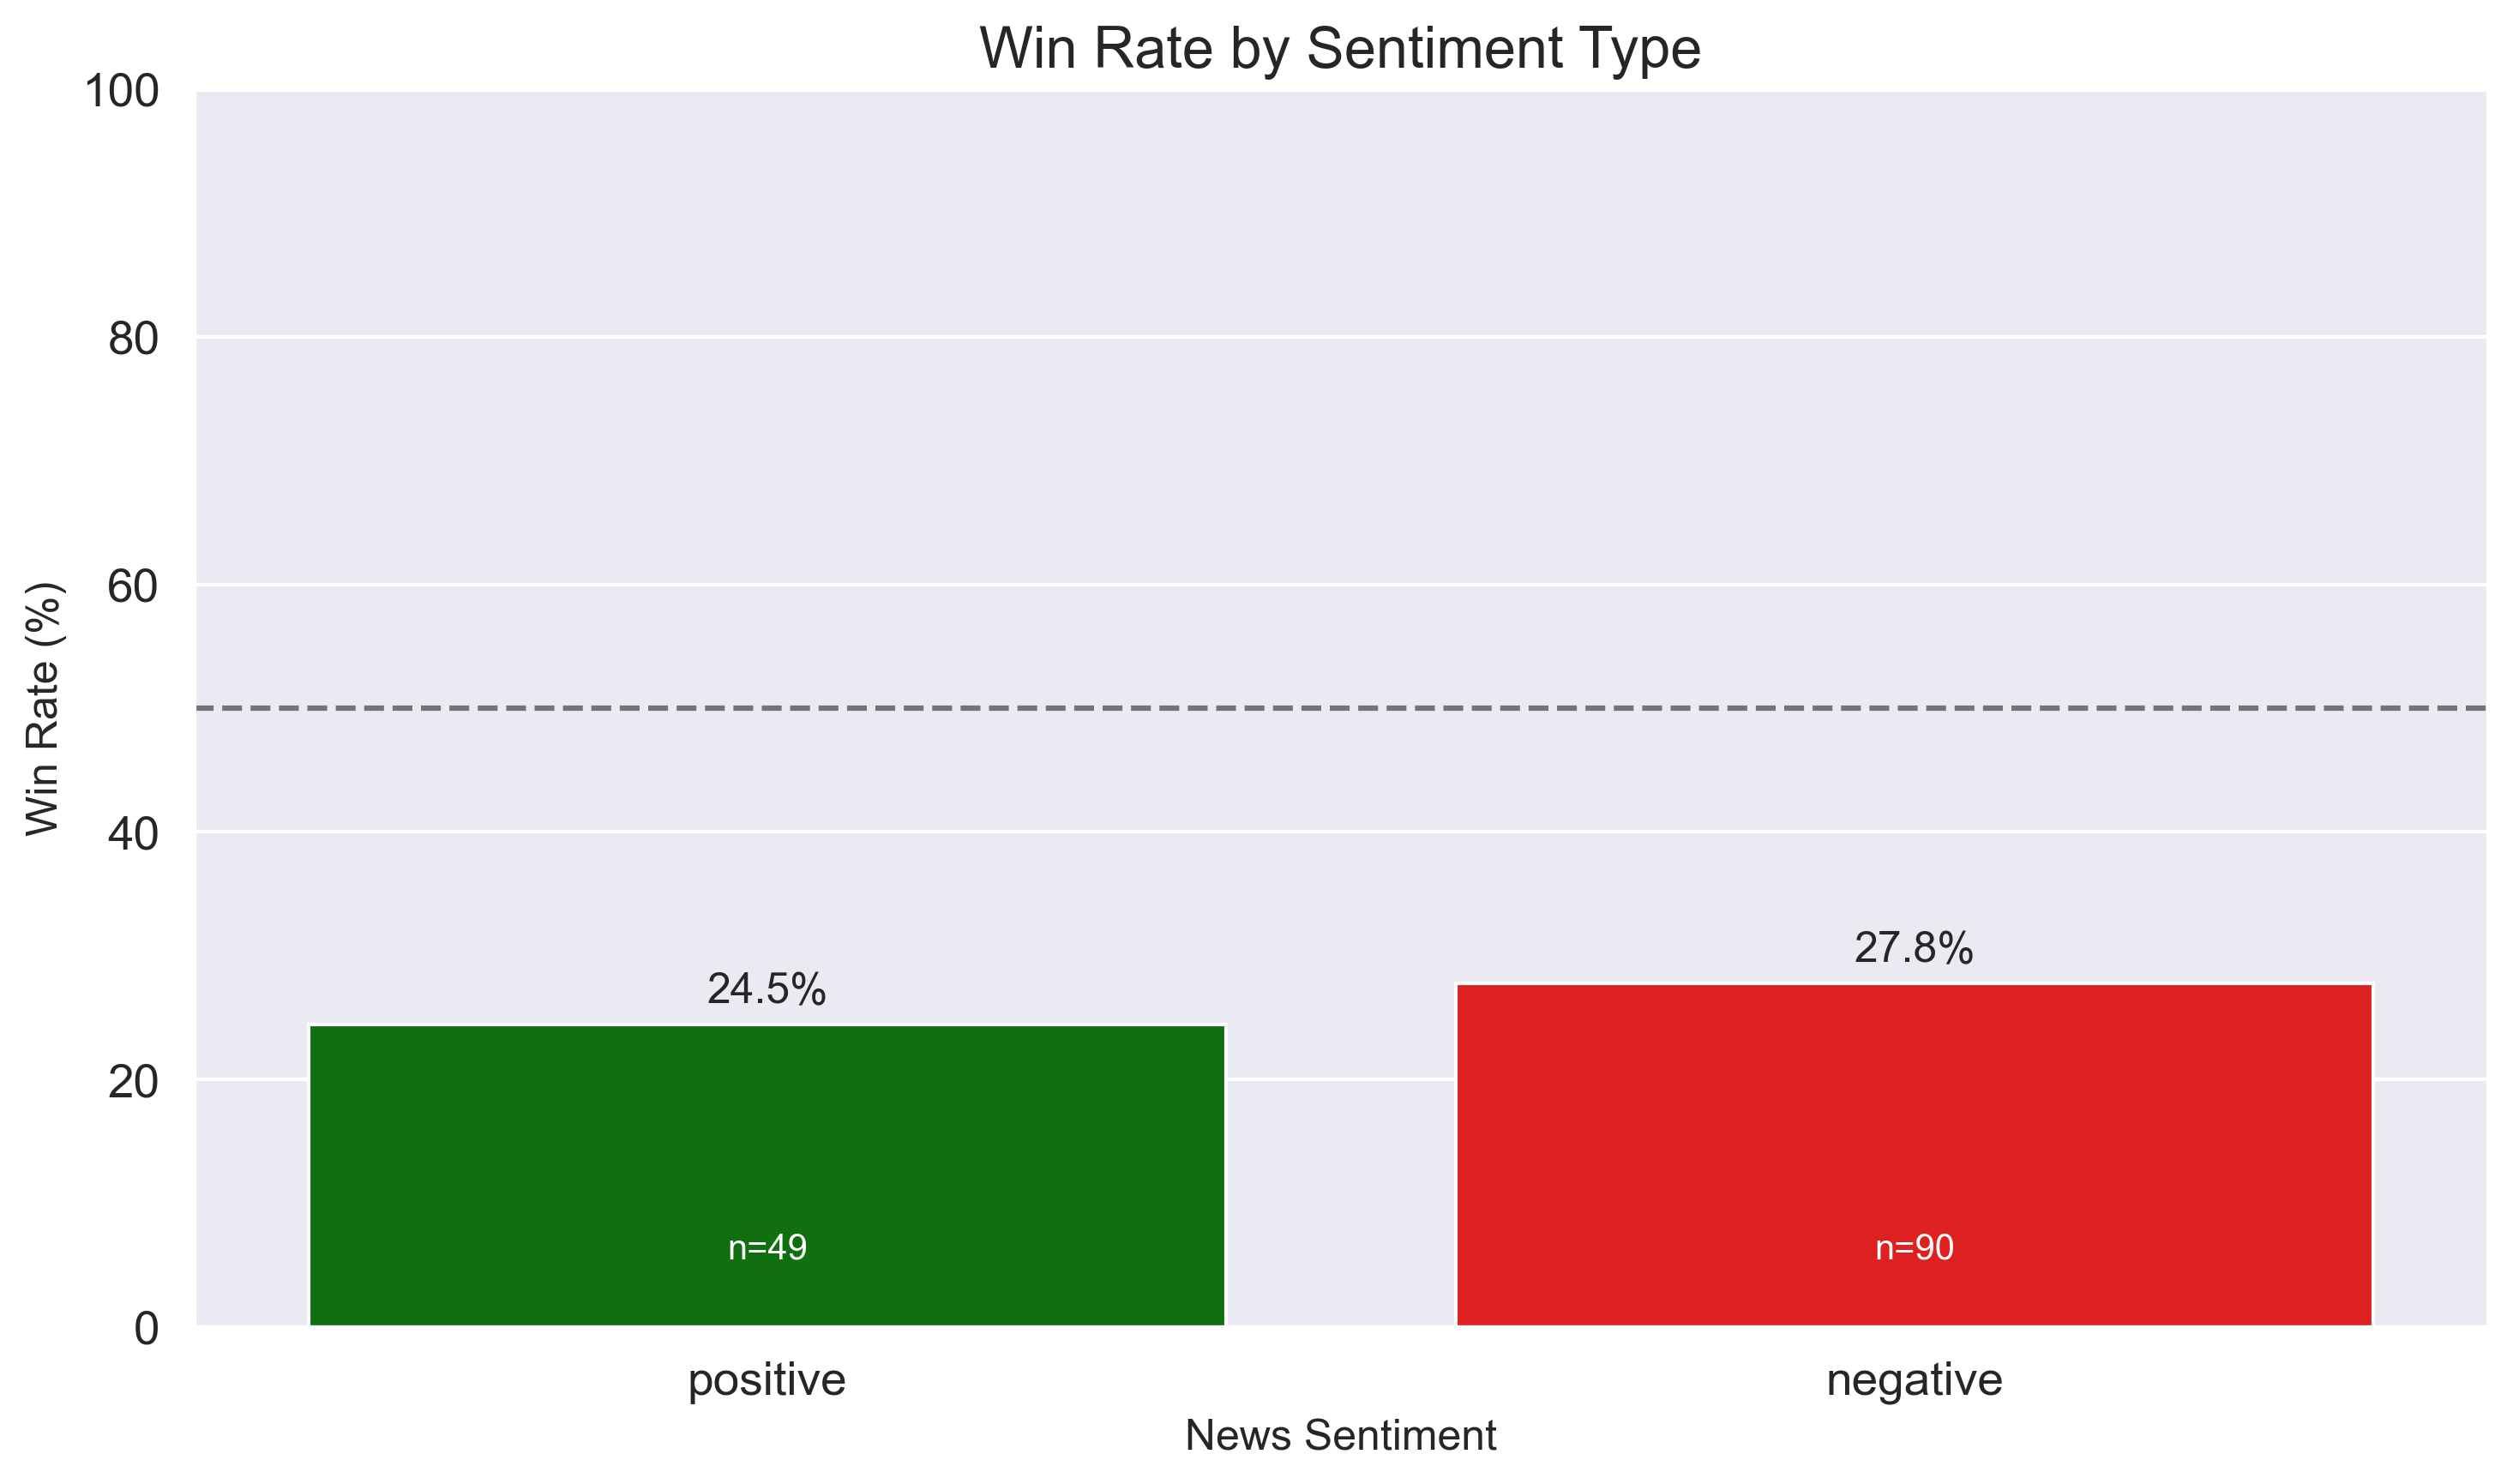 Win Rate by Sentiment Type
100
80
60
40
20
0
Win Rate (%)
24.5%
27.8%
n=49
n=90
positive
negative
News Sentiment